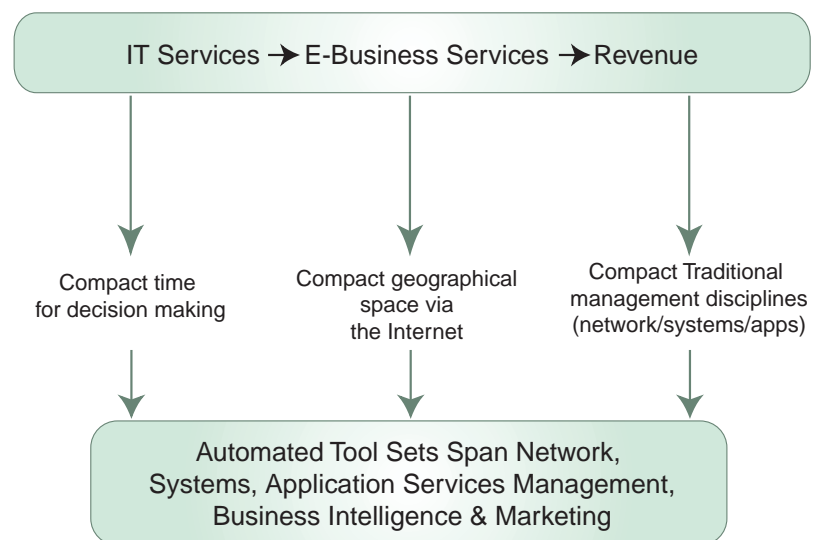 IT Services → E-Business Services → Revenue
Compact time
for decision making
Compact geographical
space via
the Internet
Compact Traditional
management disciplines
(network/systems/apps)
Automated Tool Sets Span Network,
Systems, Application Services Management,
Business Intelligence & Marketing